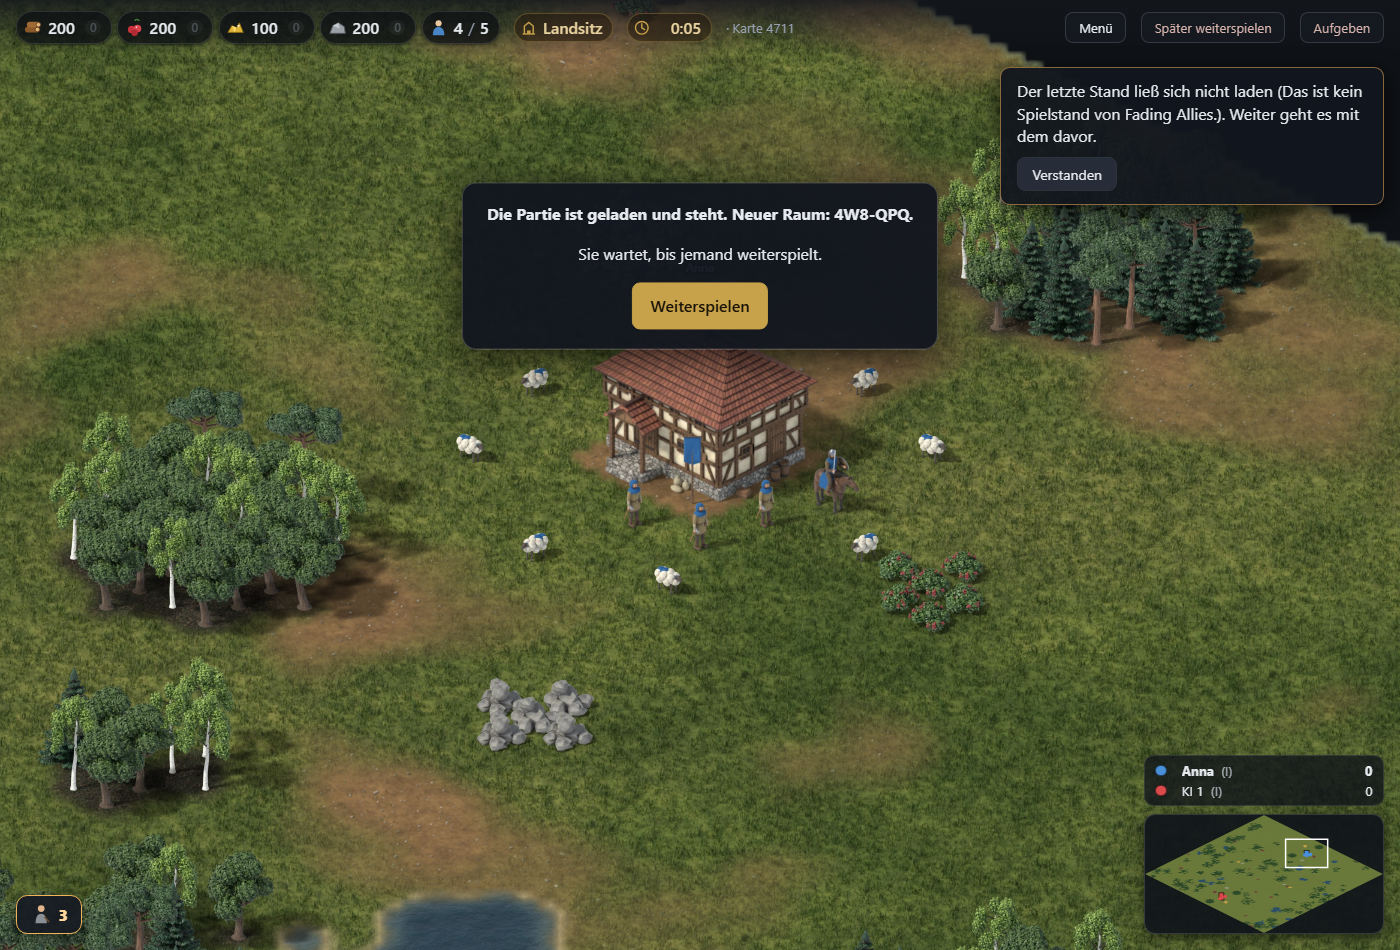 200 0 200 0 100 0 200 0 4 / 5 Landsitz 0:05 · Karte 4711 Menü Später weiterspielen Aufgeben
Der letzte Stand ließ sich nicht laden (Das ist kein
Spielstand von Fading Allies.). Weiter geht es mit
dem davor.
Verstanden
Die Partie ist geladen und steht. Neuer Raum: 4W8-QPQ.
Sie wartet, bis jemand weiterspielt.
Weiterspielen
Anna (I) 0
KI 1 (I) 0
3